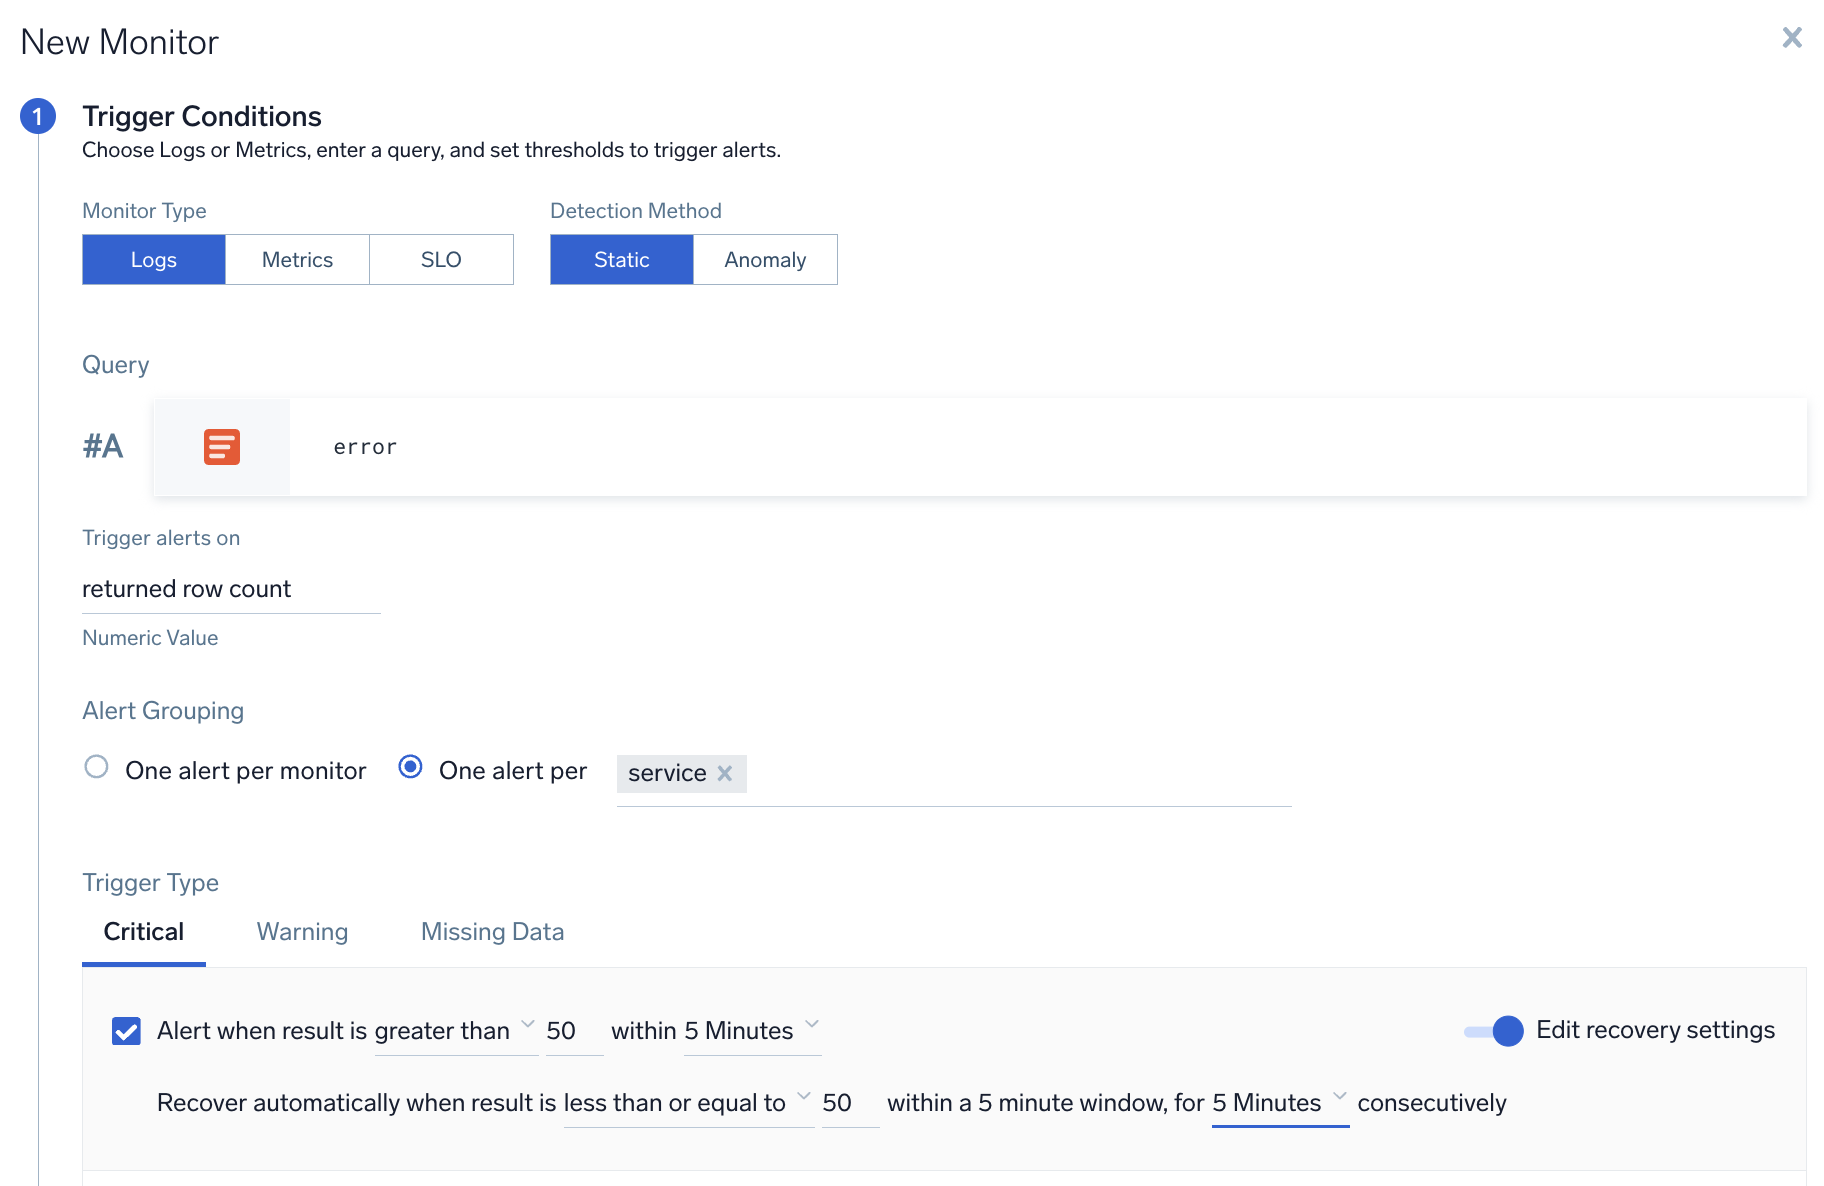 New Monitor
1
Trigger Conditions
Choose Logs or Metrics, enter a query, and set thresholds to trigger alerts.
Monitor Type
Detection Method
Logs Metrics SLO
Static Anomaly
Query
#A error
Trigger alerts on
returned row count
Numeric Value
Alert Grouping
One alert per monitor One alert per service
Trigger Type
Critical Warning Missing Data
Alert when result is greater than 50 within 5 Minutes Edit recovery settings
Recover automatically when result is less than or equal to 50 within a 5 minute window, for 5 Minutes consecutively